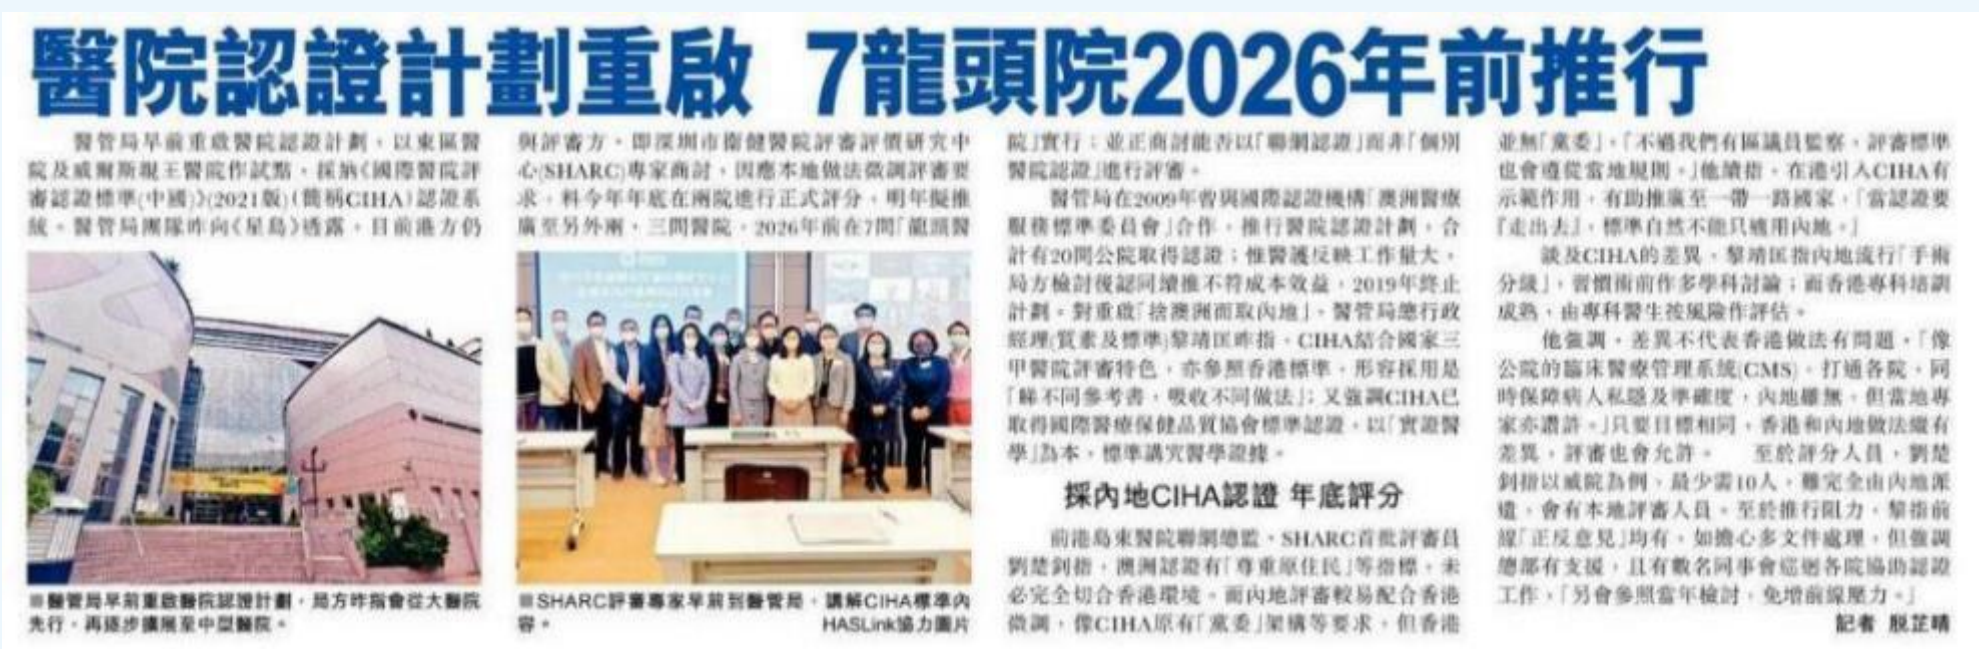 醫院認證計劃重啟 7龍頭院2026年前推行
醫管局早前重啟醫院認證計劃，以東區醫
院及威爾斯親王醫院作試點，採納《國際醫院評
審認證標準(中國)》(2021版)(簡稱CIHA)認證系
統。醫管局團隊昨向《星島》透露，目前港方仍
■醫管局早前重啟醫院認證計劃，局方昨指會從大醫院
先行，再逐步擴展至中型醫院。
與評審方，即深圳市衞健醫院評審評價研究中
心(SHARC)專家商討，因應本地做法微調評審要
求，料今年年底在兩院進行正式評分，明年擬推
廣至另外兩、三間醫院，2026年前在7間「龍頭醫
■SHARC評審專家早前到醫管局，講解CIHA標準內
容。 HASLink協力圖片
院」實行；並正商討能否以「聯網認證」而非「個別
醫院認證」進行評審。
醫管局在2009年曾與國際認證機構「澳洲醫療
服務標準委員會」合作，推行醫院認證計劃，合
計有20間公院取得認證；惟醫護反映工作量大，
局方檢討後認同續推不符成本效益，2019年終止
計劃。對重啟「捨澳洲而取內地」，醫管局總行政
經理(質素及標準)黎靖匡昨指，CIHA結合國家三
甲醫院評審特色，亦參照香港標準，形容採用是
「睇不同參考書，吸收不同做法」；又強調CIHA已
取得國際醫療保健品質協會標準認證，以「實證醫
學」為本，標準講究醫學證據。
採內地CIHA認證 年底評分
前港島東醫院聯網總監、SHARC首批評審員
劉楚釗指，澳洲認證有「尊重原住民」等指標，未
必完全切合香港環境。而內地評審較易配合香港
微調，像CIHA原有「黨委」架構等要求，但香港
並無「黨委」，「不過我們有區議員監察，評審標準
也會遵從當地規則。」他續指，在港引入CIHA有
示範作用，有助推廣至一帶一路國家，「當認證要
『走出去』，標準自然不能只適用內地。」
談及CIHA的差異，黎靖匡指內地流行「手術
分級」，習慣術前作多學科討論；而香港專科培訓
成熟，由專科醫生按風險作評估。
他強調，差異不代表香港做法有問題，「像
公院的臨床醫療管理系統(CMS)，打通各院，同
時保障病人私隱及準確度，內地雖無，但當地專
家亦讚許。」只要目標相同，香港和內地做法縱有
差異，評審也會允許。 至於評分人員，劉楚
釗指以威院為例，最少需10人，難完全由內地派
遣，會有本地評審人員。至於推行阻力，黎指前
線「正反意見」均有，如擔心多文件處理，但強調
總部有支援，且有數名同事會巡迴各院協助認證
工作，「另會參照當年檢討，免增前線壓力。」
記者 脫芷晴